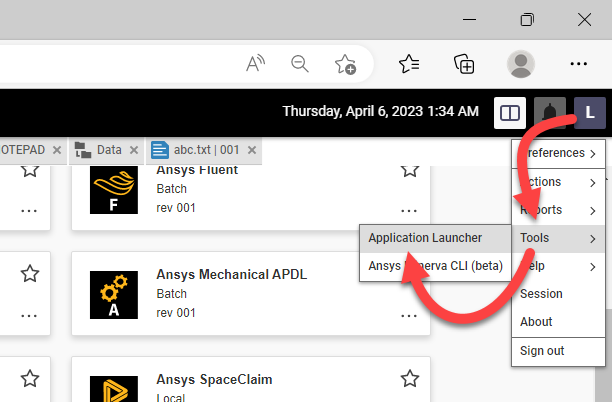 Thursday, April 6, 2023 1:34 AM
L
OTEPAD
Data
abc.txt | 001
Ansys Fluent
Batch
rev 001
F
Ansys Mechanical APDL
Batch
rev 001
A
Ansys SpaceClaim
Local
references
ctions
Reports
Tools
elp
Session
About
Sign out
Application Launcher
Ansys nerva CLI (beta)